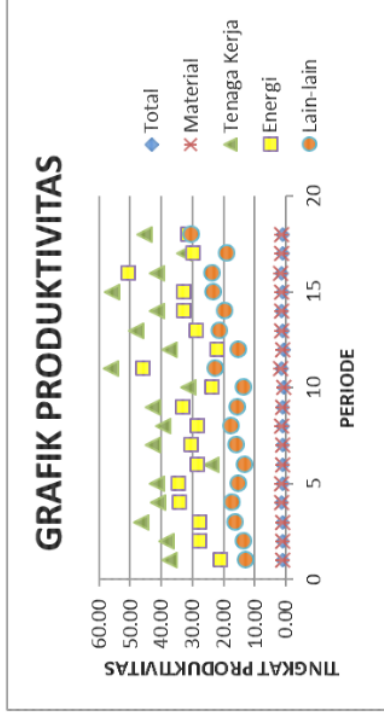 GRAFIK PRODUKTIVITAS
TINGKAT PRODUKTIVITAS
60.00
50.00
40.00
30.00
20.00
10.00
0.00
0
5
10
15
20
PERIODE
Total
Material
Tenaga Kerja
Energi
Lain-lain